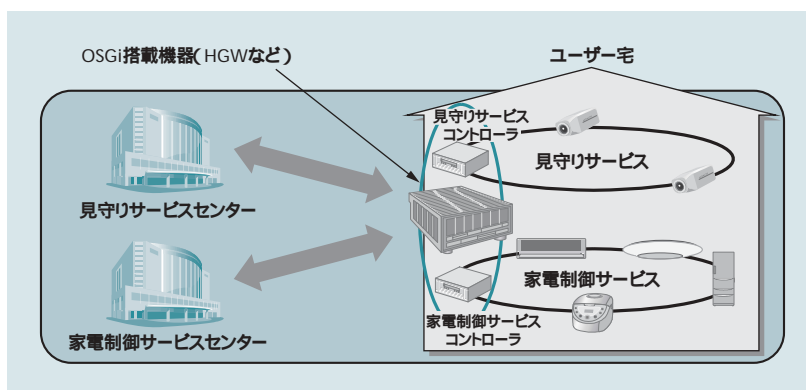 OSGi搭載機器(HGWなど)
ユーザー宅
見守りサービス
コントローラ
見守りサービス
見守りサービスセンター
家電制御サービス
家電制御サービス
コントローラ
家電制御サービスセンター